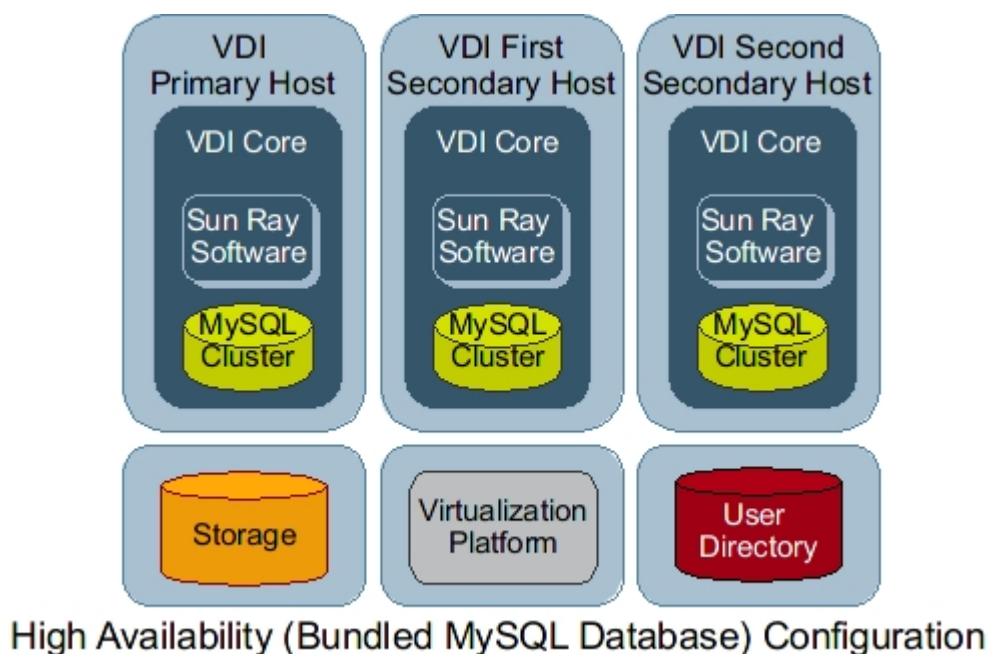 VDI
Primary Host
VDI Core
Sun Ray
Software
MySQL
Cluster
VDI First
Secondary Host
VDI Core
Sun Ray
Software
MySQL
Cluster
VDI Second
Secondary Host
VDI Core
Sun Ray
Software
MySQL
Cluster
Storage
Virtualization
Platform
User
Directory
High Availability (Bundled MySQL Database) Configuration